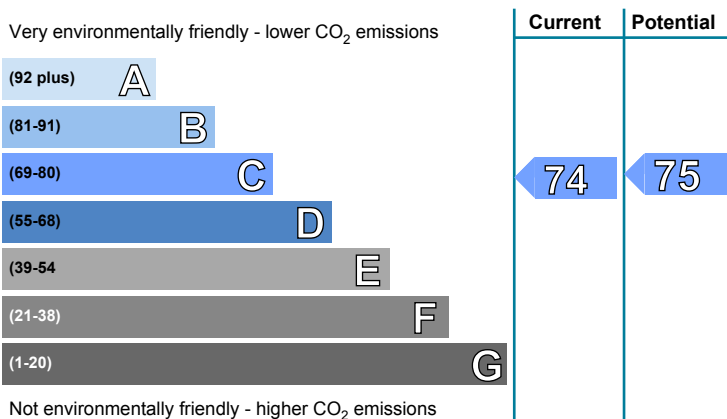 Very environmentally friendly - lower CO2 emissions
Current Potential
(92 plus) A
(81-91) B
(69-80) C
(55-68) D
(39-54 E
(21-38) F
(1-20) G
74 75
Not environmentally friendly - higher CO2 emissions